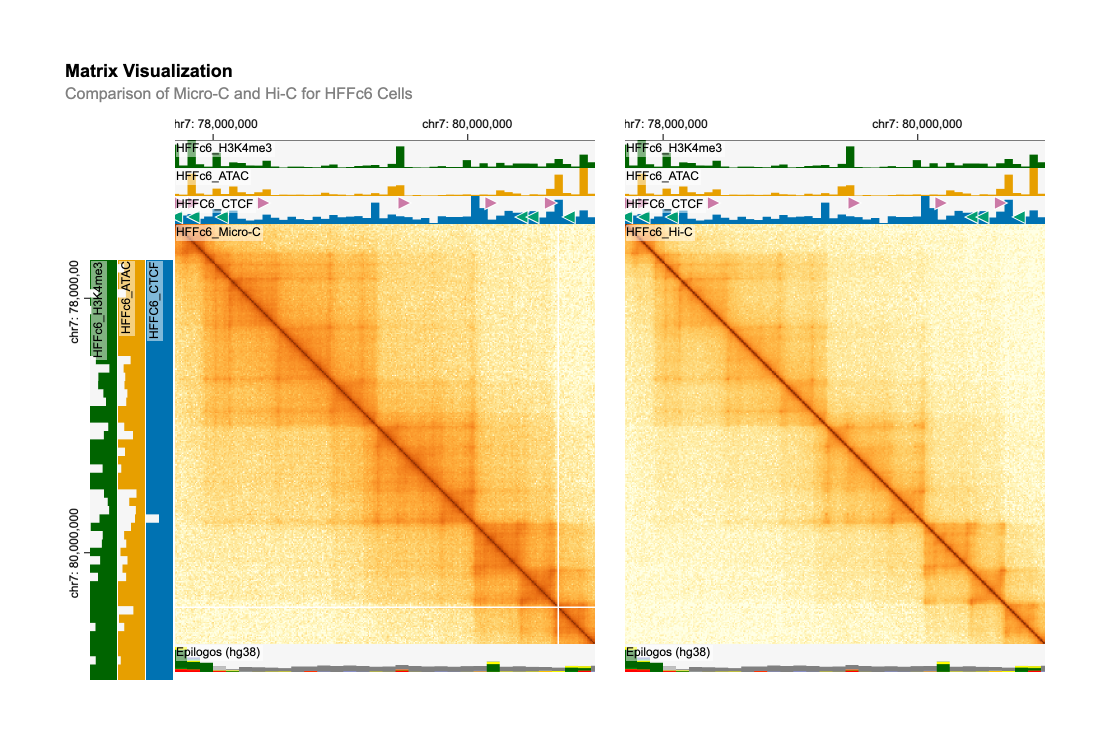 Matrix Visualization
Comparison of Micro-C and Hi-C for HFFc6 Cells
hr7: 78,000,000
chr7: 80,000,000
hr7: 78,000,000
chr7: 80,000,000
HFFc6_H3K4me3
HFFc6_H3K4me3
HFFc6_ATAC
HFFc6_ATAC
HFFC6_CTCF
HFFC6_CTCF
HFFc6_Micro-C
HFFc6_Hi-C
chr7: 78,000,00
HFFc6_H3K4me3
HFFc6_ATAC
HFFC6_CTCF
chr7: 80,000,000
Epilogos (hg38)
Epilogos (hg38)